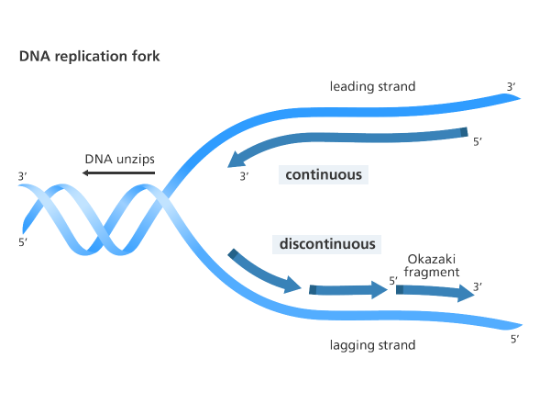 DNA replication fork
leading strand
3'
5'
DNA unzips
3'
3'
continuous
5'
discontinuous
Okazaki
fragment
5'
3'
5'
lagging strand